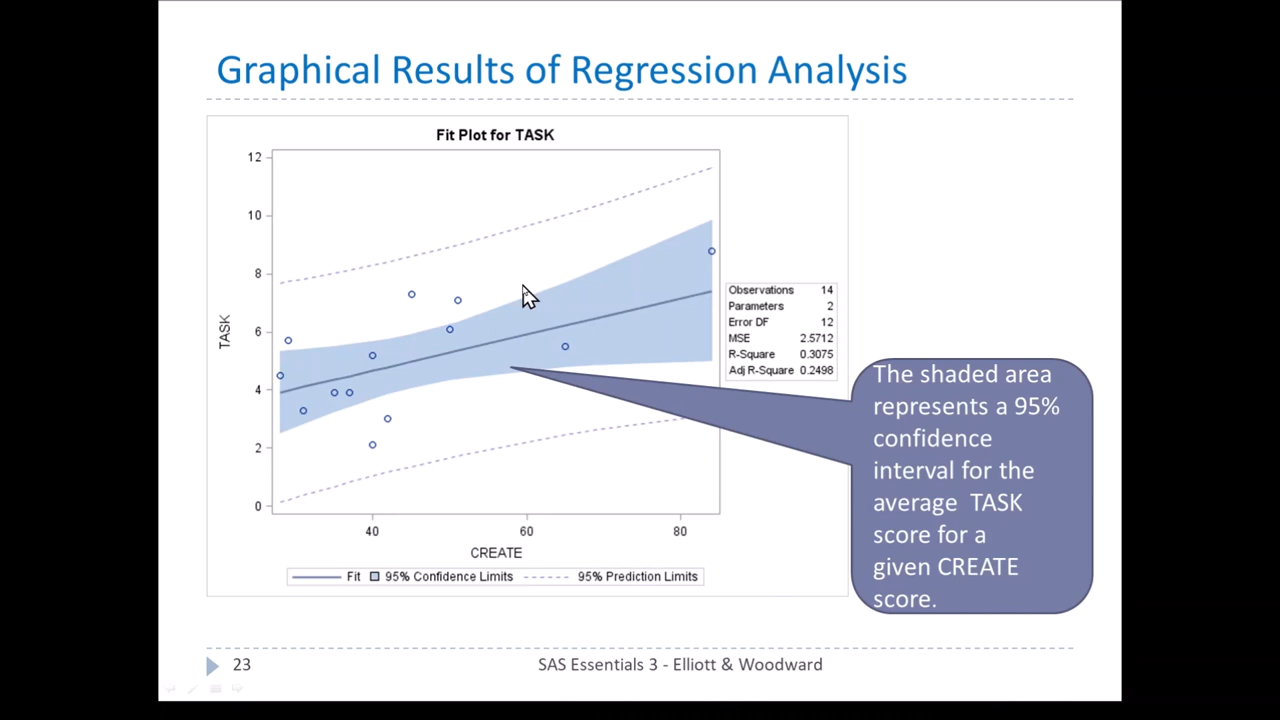 Graphical Results of Regression Analysis
Fit Plot for TASK
12
10
8
6
4
2
0
TASK
40 60 80
CREATE
Fit 95% Confidence Limits 95% Prediction Limits
Observations 14
Parameters 2
Error DF 12
MSE 2.5712
R-Square 0.3075
Adj R-Square 0.2498
The shaded area
represents a 95%
confidence
interval for the
average TASK
score for a
given CREATE
score.
23 SAS Essentials 3 - Elliott & Woodward